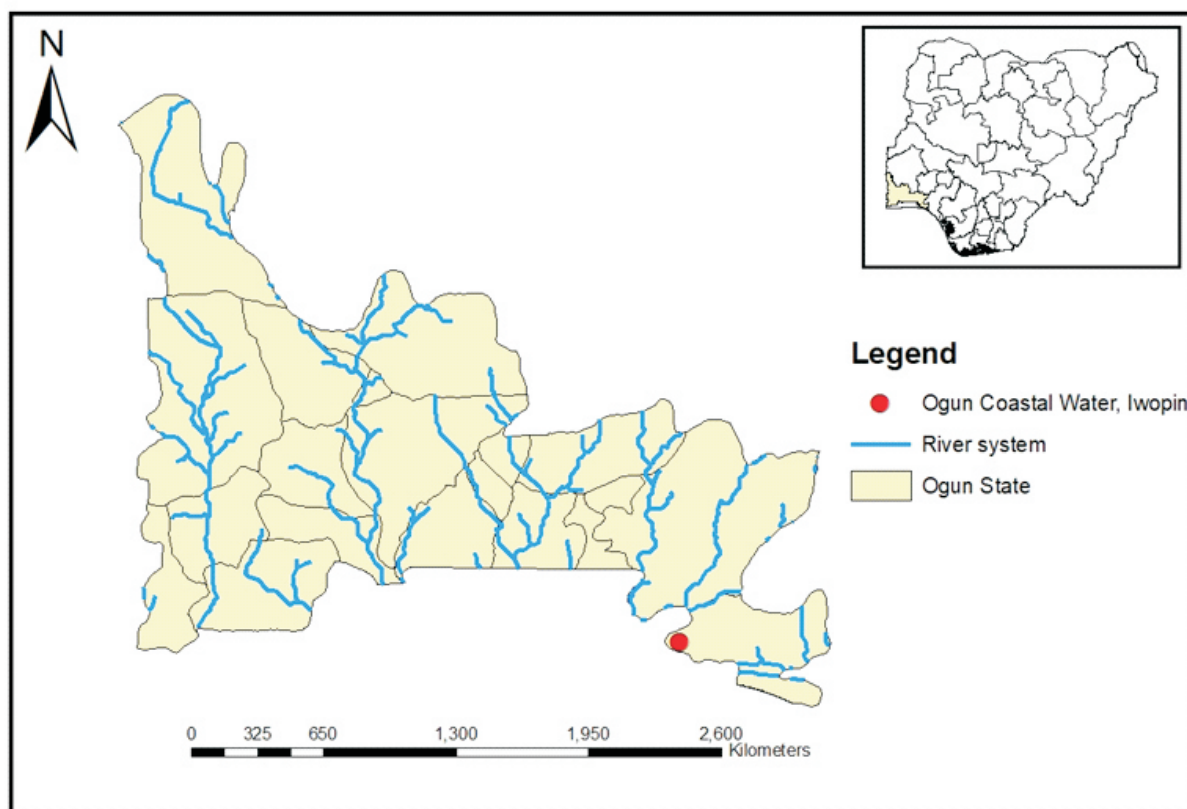 N
Legend
Ogun Coastal Water, Iwopin
River system
Ogun State
0 325 650 1,300 1,950 2,600
Kilometers